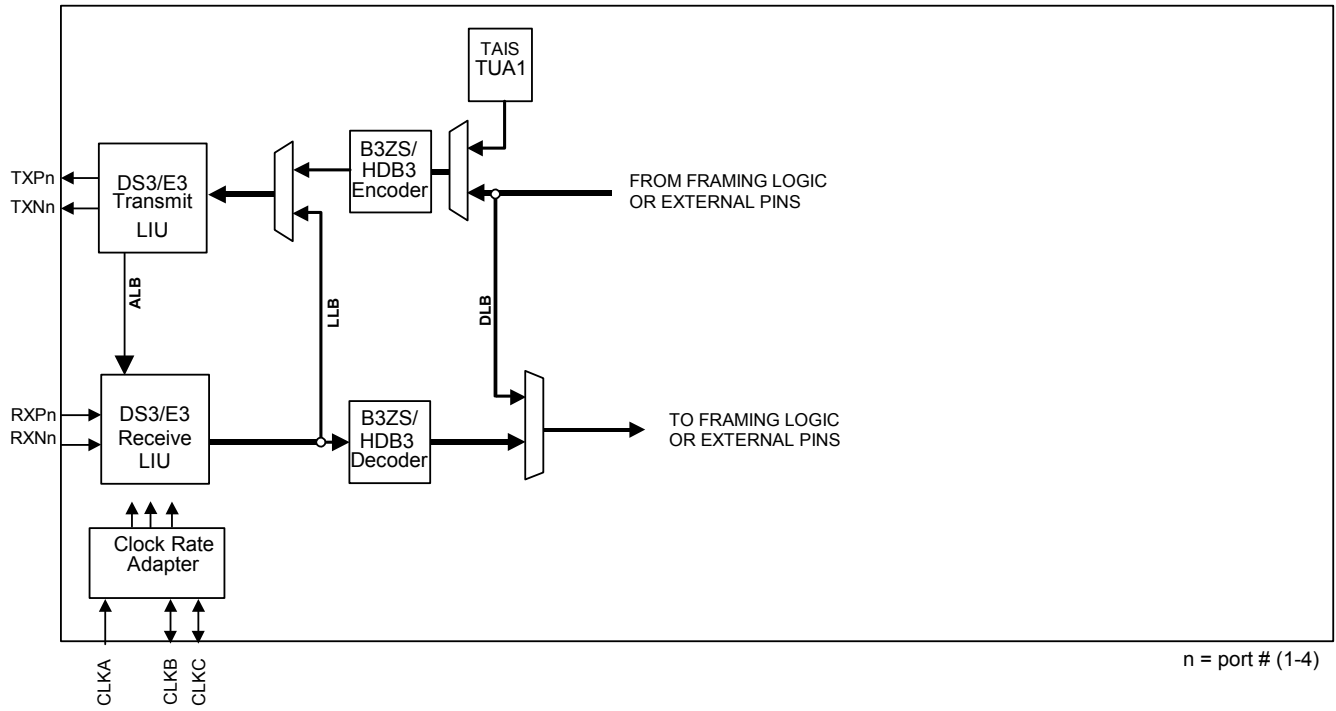 TAIS
TUA1
B3ZS/
HDB3
Encoder
FROM FRAMING LOGIC
OR EXTERNAL PINS
TXPn
TXNn
DS3/E3
Transmit
LIU
ALB
LLB
DLB
RXPn
RXNn
DS3/E3
Receive
LIU
B3ZS/
HDB3
Decoder
TO FRAMING LOGIC
OR EXTERNAL PINS
Clock Rate
Adapter
CLKA
CLKB
CLKC
n = port # (1-4)